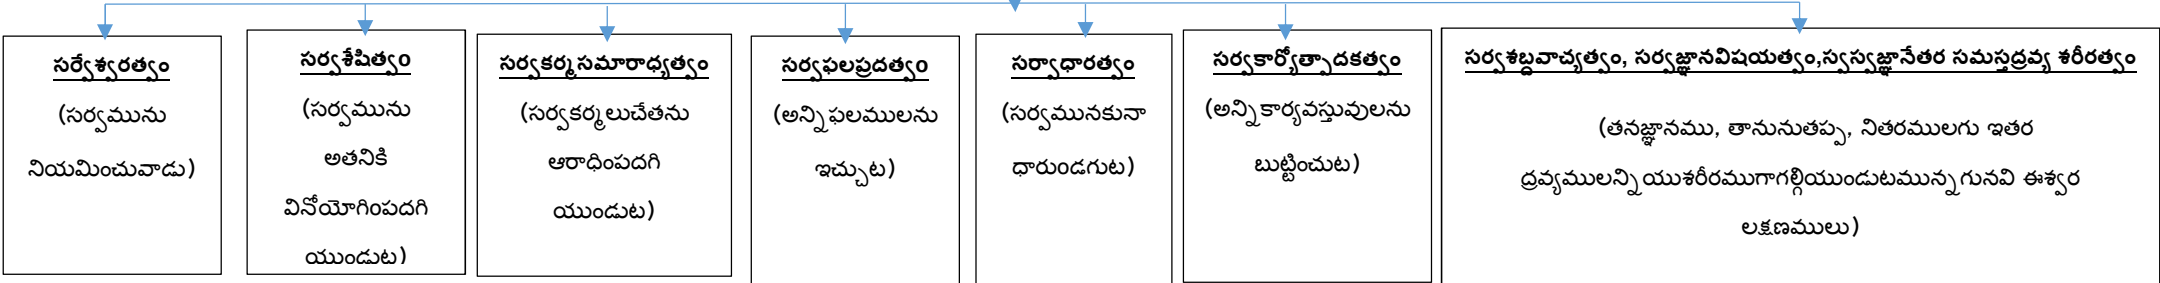 సర్వేశ్వరత్వం
(సర్వమును
నియమించువాడు)
సర్వశేషిత్వం
(సర్వమును
అతనికి
వినోయోగింపదగి
యుండుట)
సర్వకర్మసమారాధ్యత్వం
(సర్వకర్మలుచేతను
ఆరాధింపదగి
యుండుట)
సర్వఫలప్రదత్వం
(అన్నిఫలములను
ఇచ్చుట)
సర్వాధారత్వం
(సర్వమునకునా
ధారుండగుట)
సర్వకార్యోత్పాదకత్వం
(అన్నికార్యవస్తువులను
బుట్టించుట)
సర్వశబ్దవాచ్యత్వం, సర్వజ్ఞానవిషయత్వం,స్వస్వజ్ఞానేతర సమస్తద్రవ్య శరీరత్వం
(తనజ్ఞానము, తానునుతప్ప, నితరములగు ఇతర
ద్రవ్యములన్నియుశరీరముగాగల్గియుండుటమున్నగునవి ఈశ్వర
లక్షణములు)